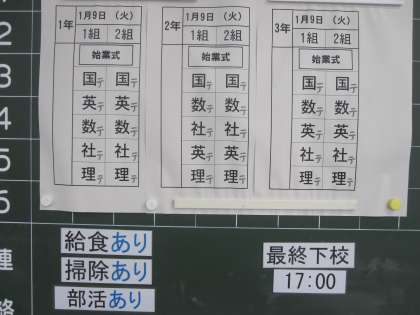 1年 1月9日 (火)
1組 2組
始業式
国テ 国テ
英テ 英テ
数テ 数テ
社テ 社テ
理テ 理テ
2年 1月9日 (火)
1組 2組
始業式
国テ 国テ
数テ 数テ
社テ 社テ
英テ 英テ
理テ 理テ
3年 1月9日 (火)
1組 2組
始業式
国テ 国テ
数テ 数テ
英テ 英テ
社テ 社テ
理テ 理テ
2
3
4
5
6
連
絡
給食あり
掃除あり
部活あり
最終下校
17:00